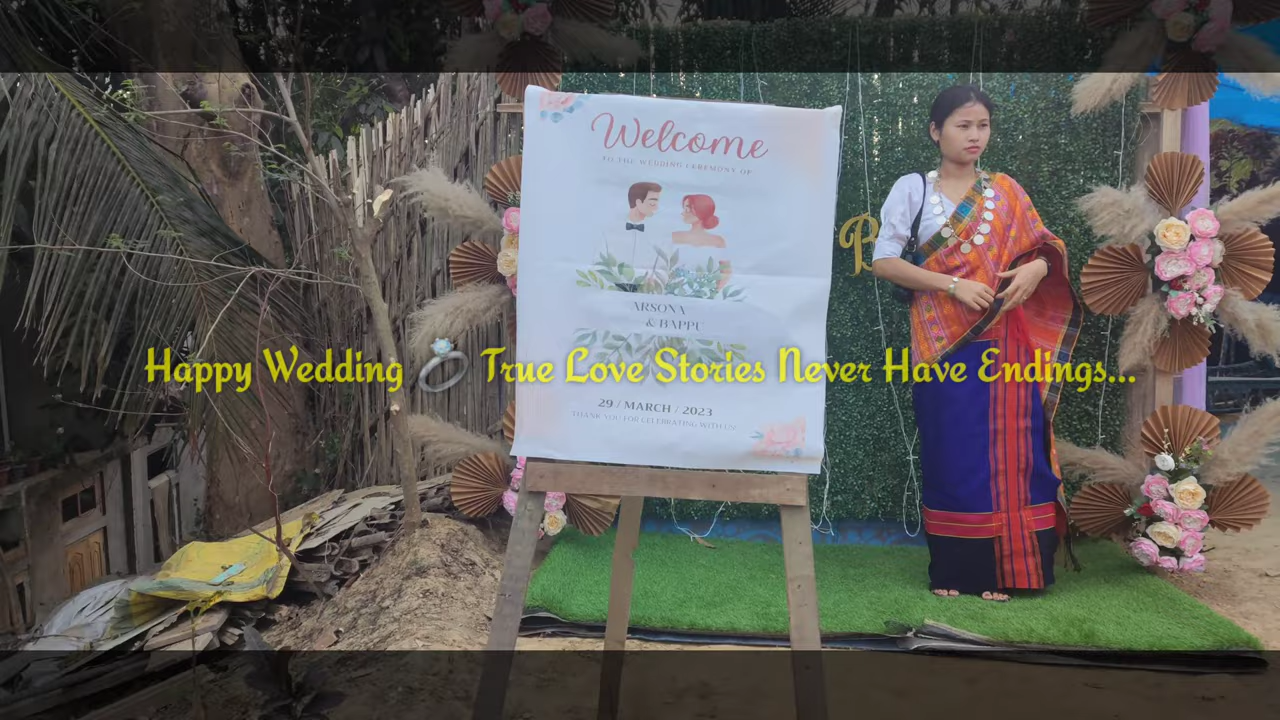 Welcome
TO THE WEDDING CEREMONY OF
ARSONA
& BAPPU
Happy Wedding 💍 True Love Stories Never Have Endings...
29 / MARCH / 2023
THANK YOU FOR CELEBRATING WITH US
B